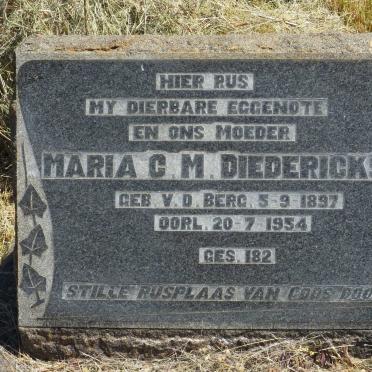 HIER RUS
MY DIERBARE EGGENOTE
EN ONS MOEDER
MARIA C. M. DIEDERICKS
GEB. V. D. BERG. 5-9-1897
OORL. 20-7-1954
GES. 182
STILLE RUSPLAAS VAN GODS DOO